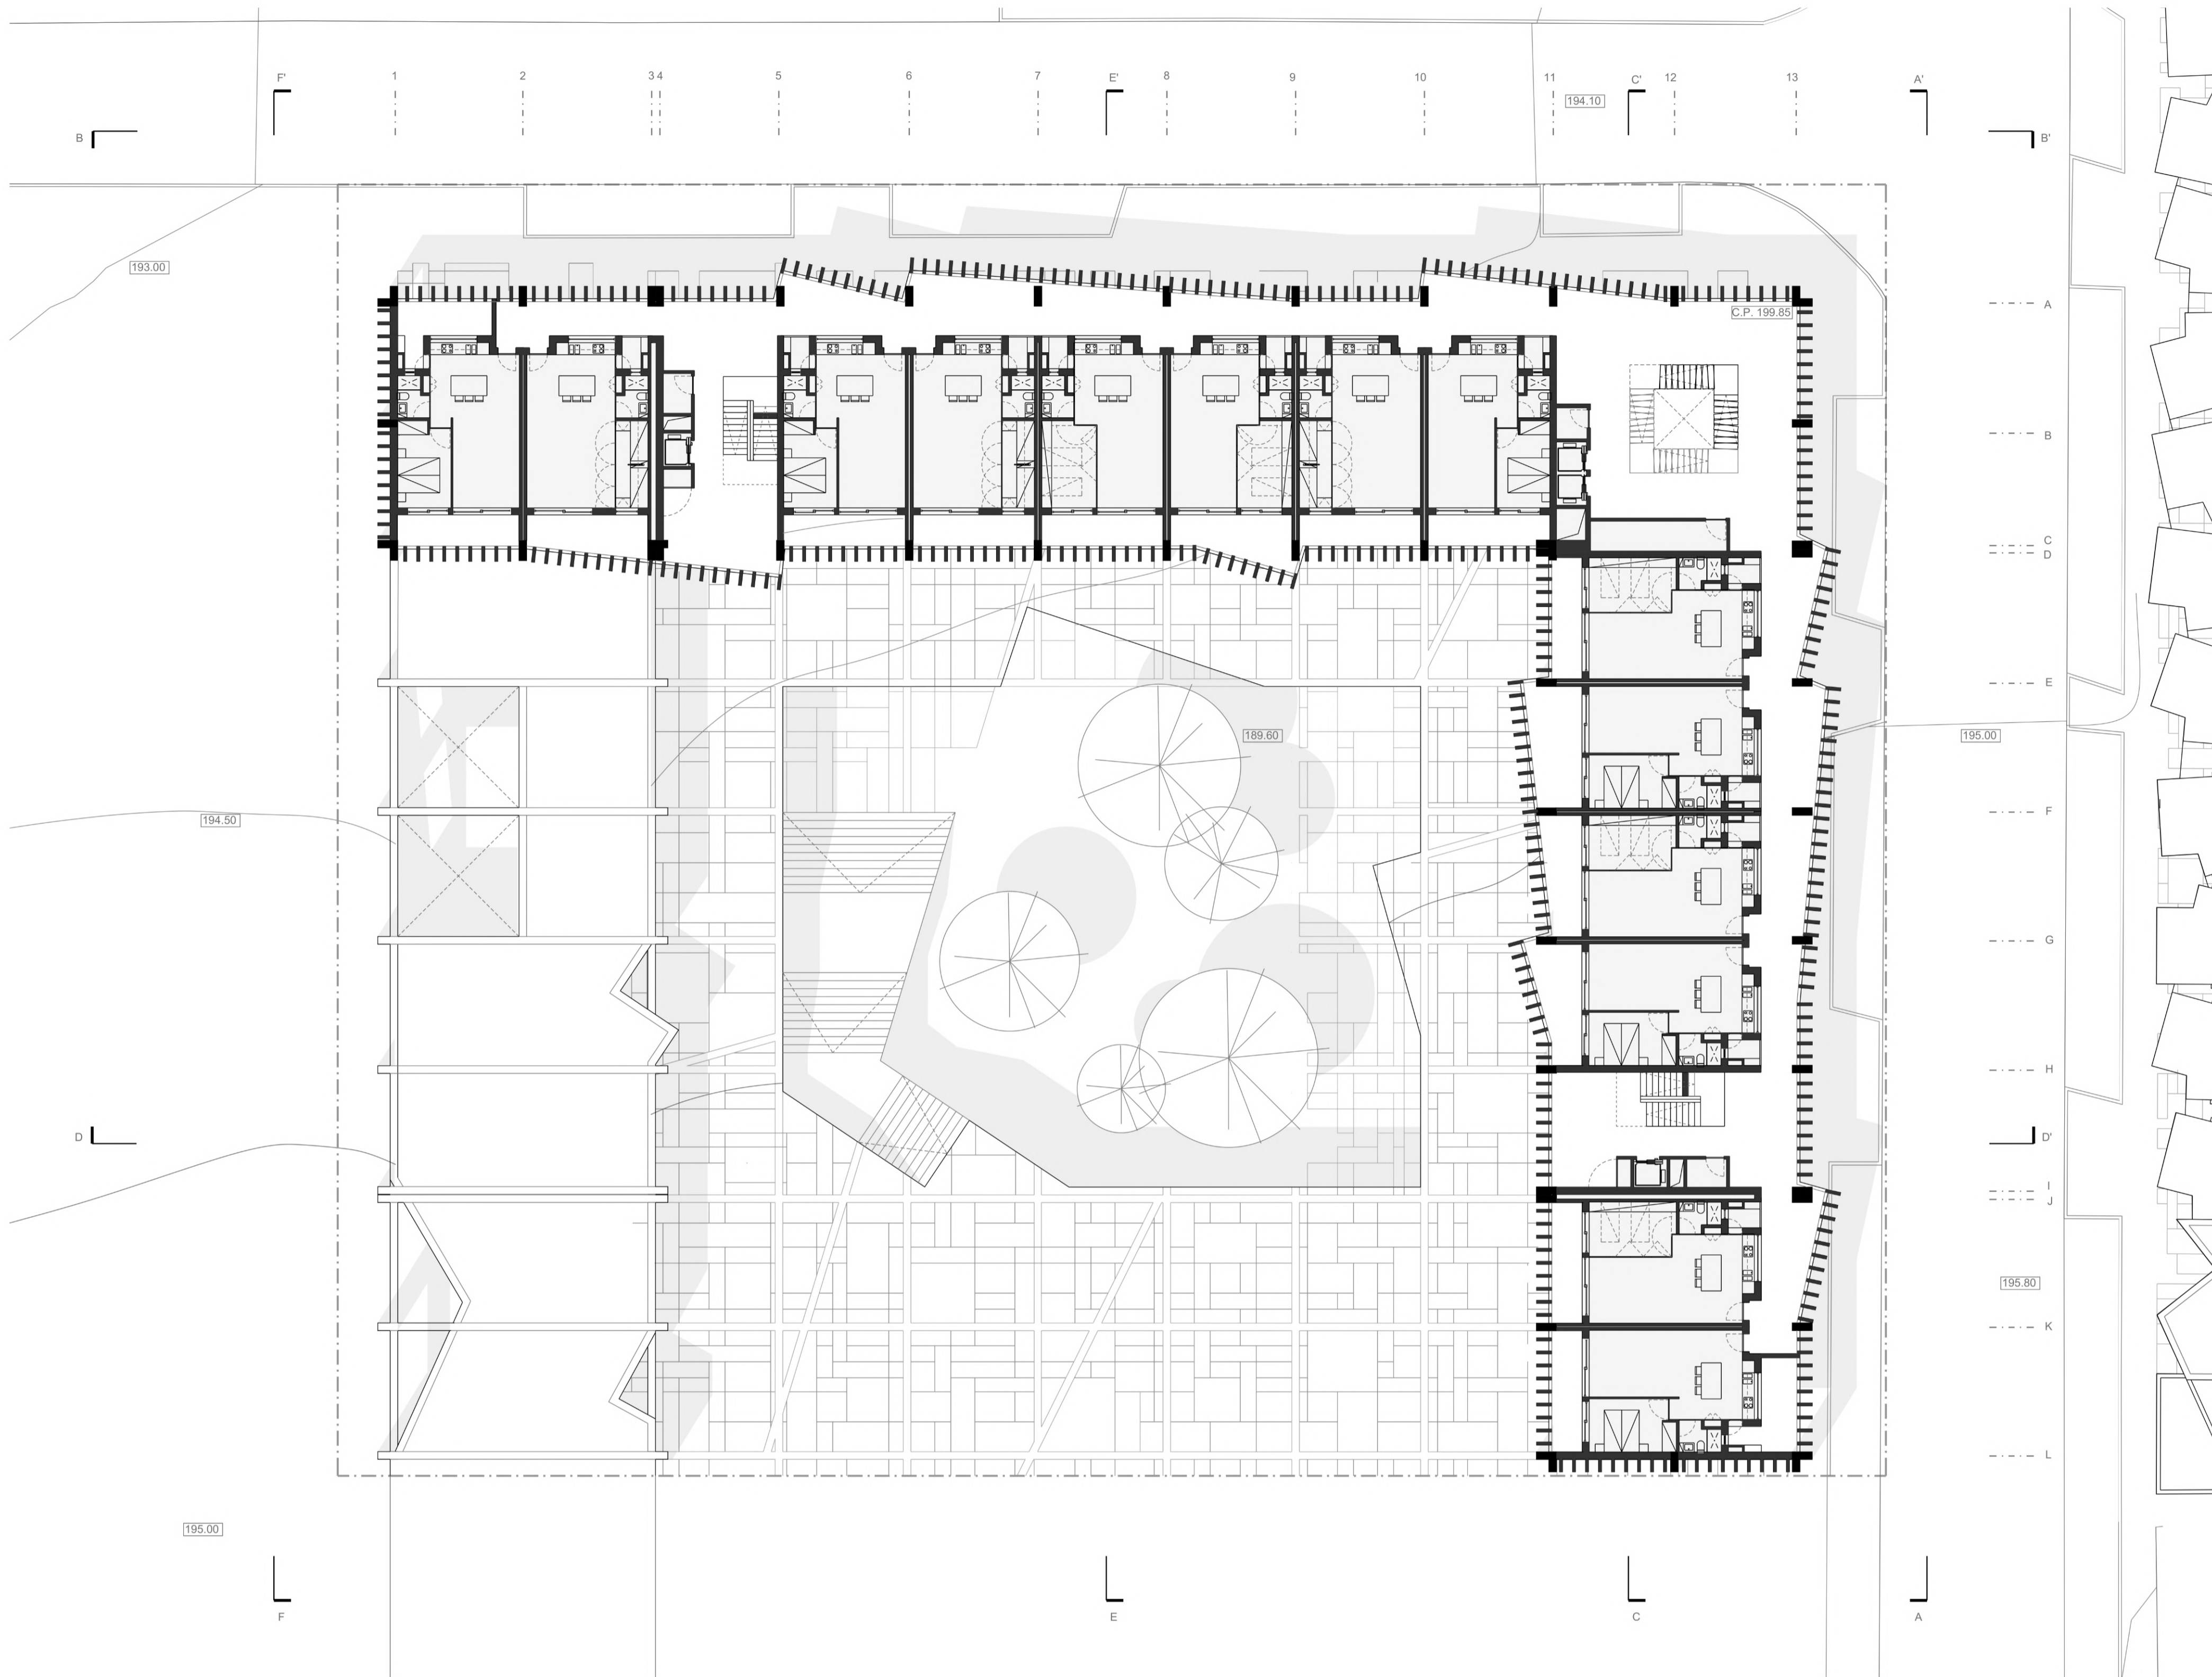 F' 1 2 3 4 5 6 7 E' 8 9 10 11 C' 12 13 A'
194.10
B B'
193.00
A
C.P. 199.85
B
C
D
E
189.60 195.00
194.50 F
G
H
D D'
I
J
195.80
K
L
195.00
F E C A